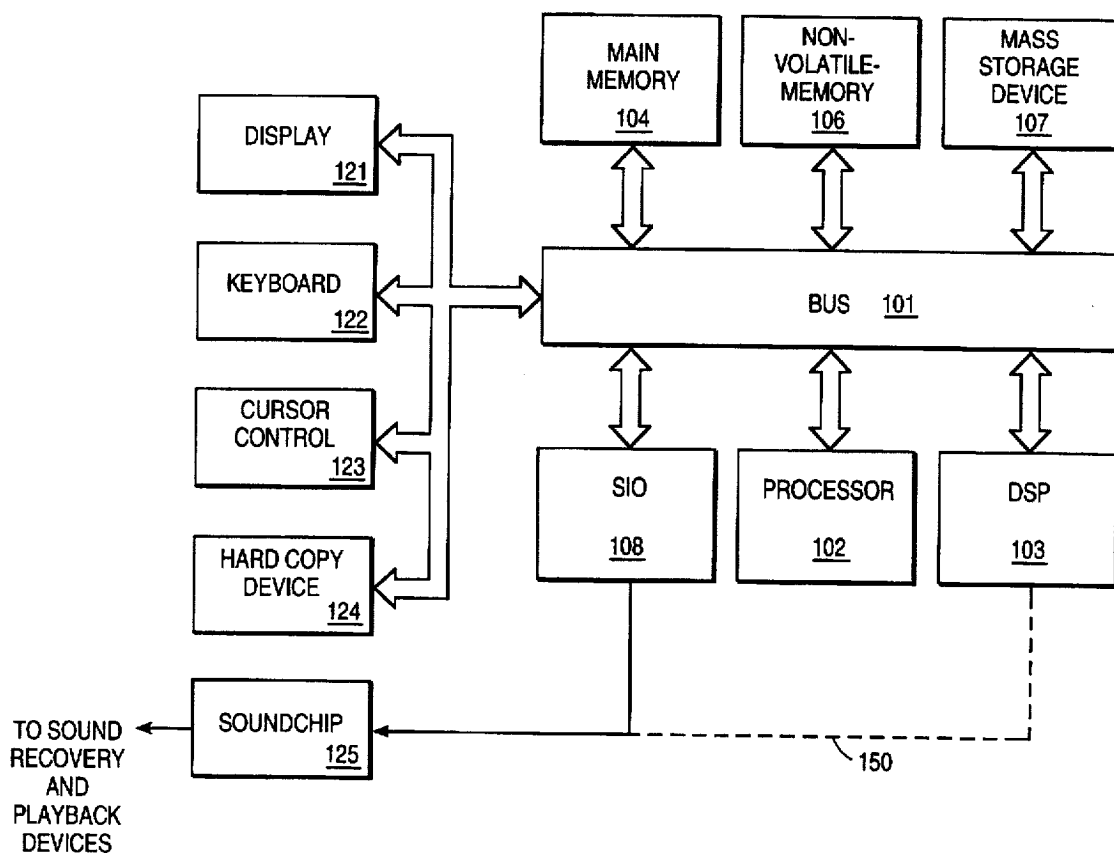 MAIN
MEMORY
104
NON-
VOLATILE-
MEMORY
106
MASS
STORAGE
DEVICE
107
DISPLAY
121
KEYBOARD
122
BUS 101
CURSOR
CONTROL
123
SIO
108
PROCESSOR
102
DSP
103
HARD COPY
DEVICE
124
SOUNDCHIP
125
TO SOUND
RECOVERY
AND
PLAYBACK
DEVICES
150